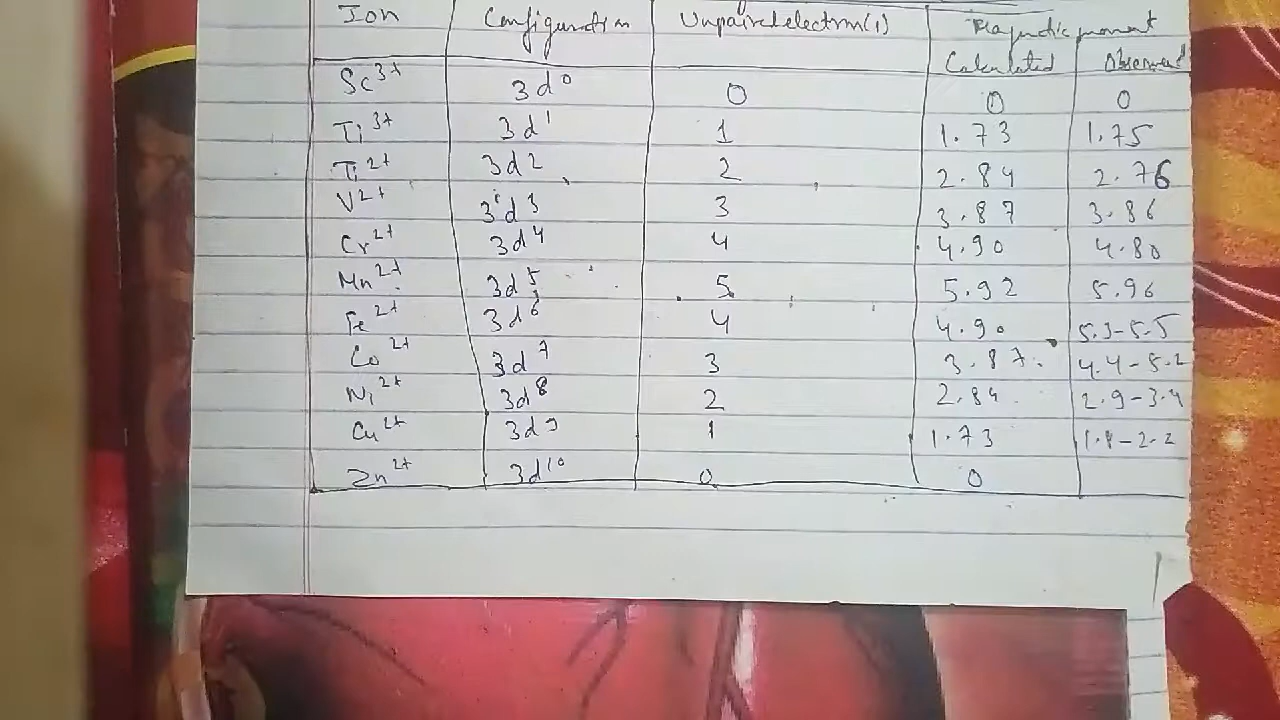 Ion Configuration Unpaired electron(s) Magnetic moment
Calculated Observed
Sc3+ 3d0 0 0 0
Ti3+ 3d1 1 1.73 1.75
Ti2+ 3d2 2 2.84 2.76
V2+ 3d3 3 3.87 3.86
Cr2+ 3d4 4 4.90 4.80
Mn2+ 3d5 5 5.92 5.96
Fe2+ 3d6 4 4.90 5.3-5.5
Co2+ 3d7 3 3.87 4.4-5.2
Ni2+ 3d8 2 2.84 2.9-3.4
Cu2+ 3d9 1 1.73 1.8-2.2
Zn2+ 3d10 0 0